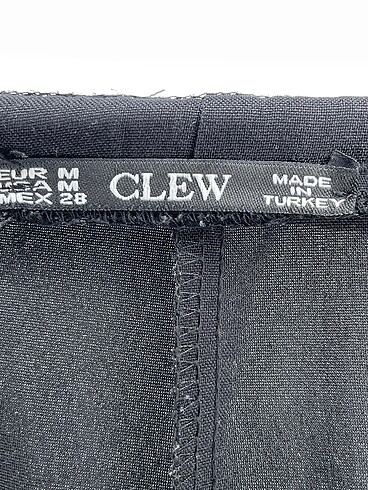 EUR M
USA M
MEX 28
CLEW
MADE
IN
TURKEY